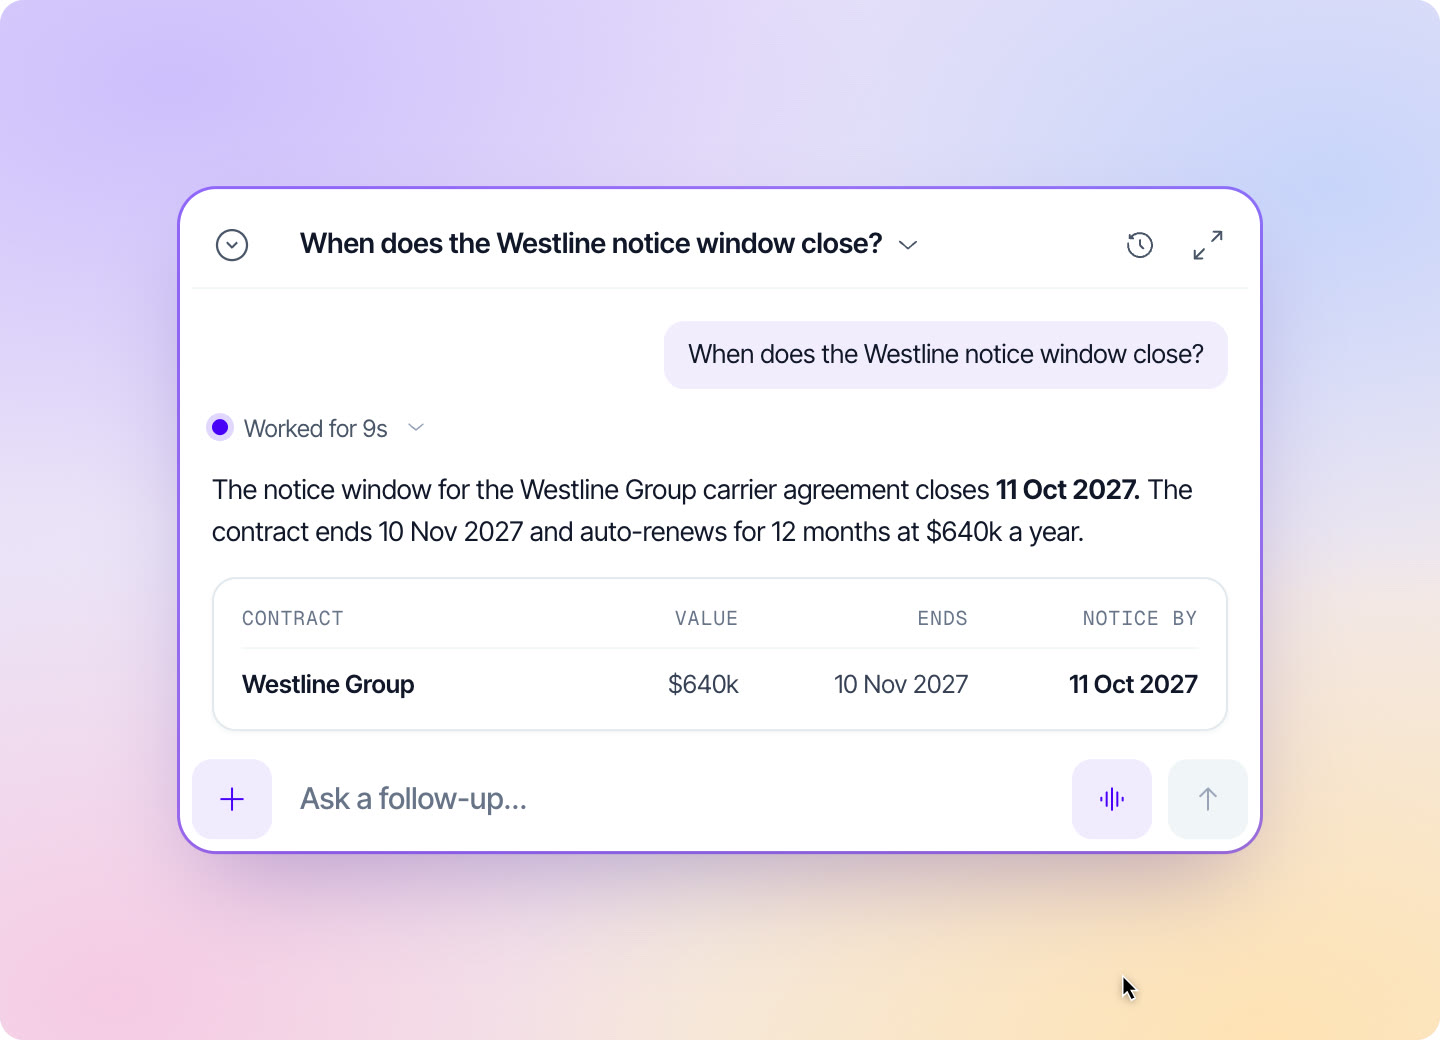 When does the Westline notice window close?
When does the Westline notice window close?
Worked for 9s
The notice window for the Westline Group carrier agreement closes 11 Oct 2027. The
contract ends 10 Nov 2027 and auto-renews for 12 months at $640k a year.
CONTRACT VALUE ENDS NOTICE BY
Westline Group $640k 10 Nov 2027 11 Oct 2027
Ask a follow-up...